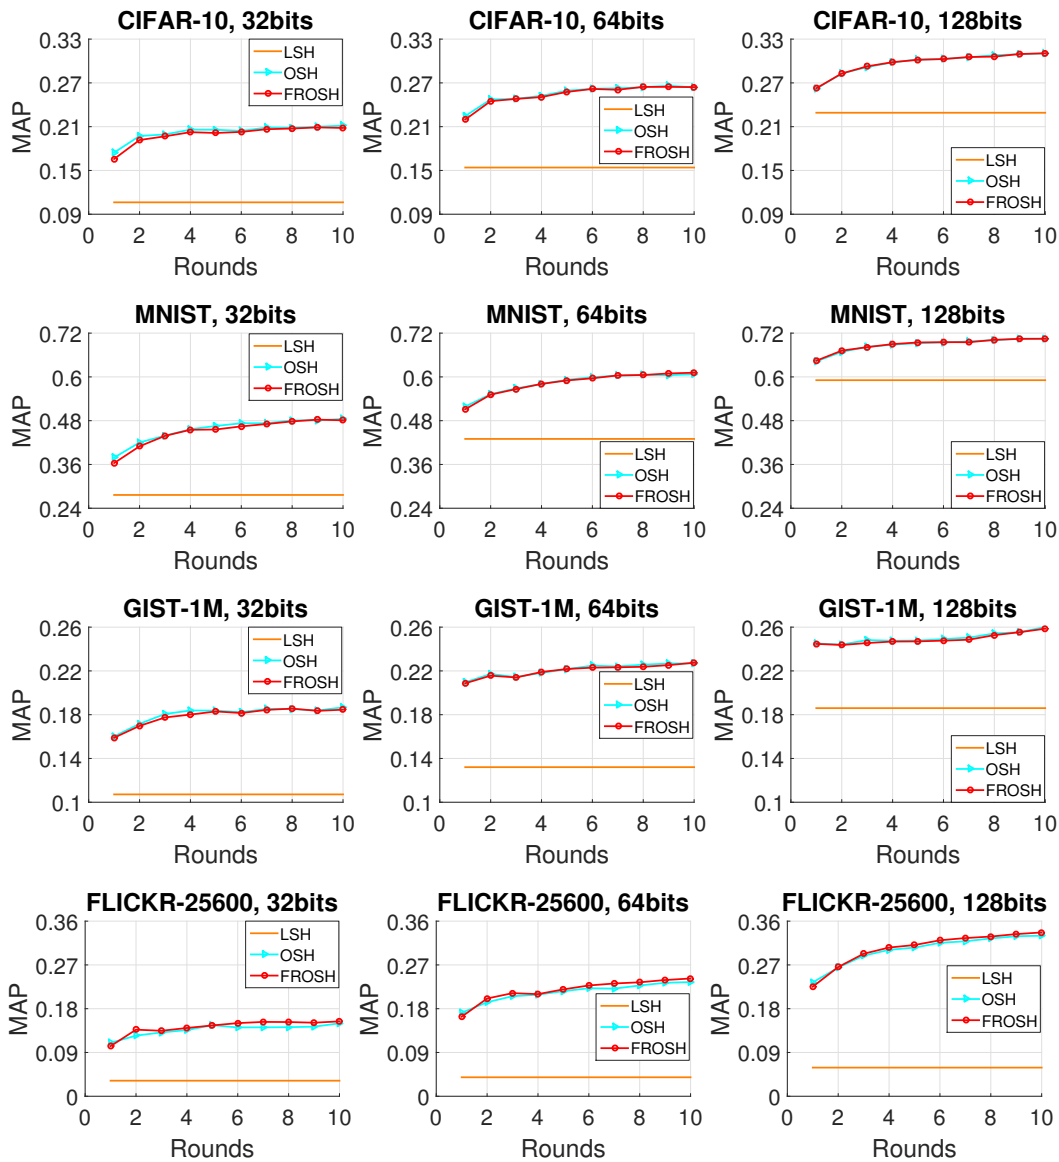 CIFAR-10, 32bits
0.33
0.27
0.21
0.15
0.09
MAP
LSH
OSH
FROSH
0 2 4 6 8 10
Rounds
CIFAR-10, 64bits
0.33
0.27
0.21
0.15
0.09
MAP
LSH
OSH
FROSH
0 2 4 6 8 10
Rounds
CIFAR-10, 128bits
0.33
0.27
0.21
0.15
0.09
MAP
LSH
OSH
FROSH
0 2 4 6 8 10
Rounds
MNIST, 32bits
0.72
0.6
0.48
0.36
0.24
MAP
LSH
OSH
FROSH
0 2 4 6 8 10
Rounds
MNIST, 64bits
0.72
0.6
0.48
0.36
0.24
MAP
LSH
OSH
FROSH
0 2 4 6 8 10
Rounds
MNIST, 128bits
0.72
0.6
0.48
0.36
0.24
MAP
LSH
OSH
FROSH
0 2 4 6 8 10
Rounds
GIST-1M, 32bits
0.26
0.22
0.18
0.14
0.1
MAP
LSH
OSH
FROSH
0 2 4 6 8 10
Rounds
GIST-1M, 64bits
0.26
0.22
0.18
0.14
0.1
MAP
LSH
OSH
FROSH
0 2 4 6 8 10
Rounds
GIST-1M, 128bits
0.26
0.22
0.18
0.14
0.1
MAP
LSH
OSH
FROSH
0 2 4 6 8 10
Rounds
FLICKR-25600, 32bits
0.36
0.27
0.18
0.09
0
MAP
LSH
OSH
FROSH
0 2 4 6 8 10
Rounds
FLICKR-25600, 64bits
0.36
0.27
0.18
0.09
0
MAP
LSH
OSH
FROSH
0 2 4 6 8 10
Rounds
FLICKR-25600, 128bits
0.36
0.27
0.18
0.09
0
MAP
LSH
OSH
FROSH
0 2 4 6 8 10
Rounds